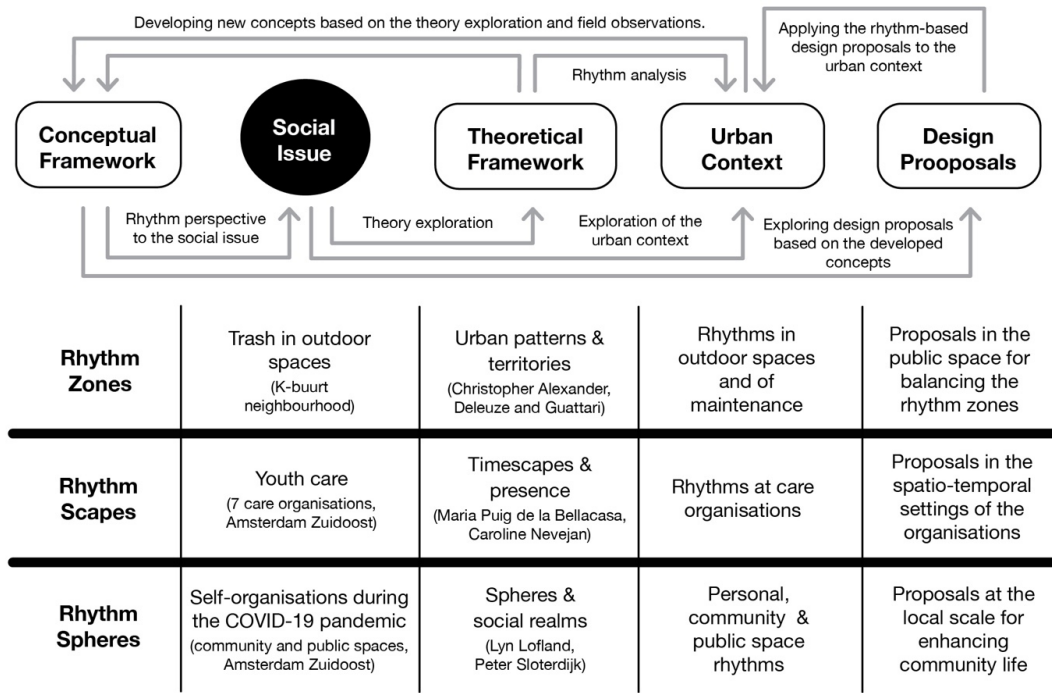 Developing new concepts based on the theory exploration and field observations.
Applying the rhythm-based
design proposals to the
urban context
Rhythm analysis
Conceptual
Framework
Social
Issue
Theoretical
Framework
Urban
Context
Design
Prooposals
Rhythm perspective
to the social issue
Theory exploration
Exploration of the
urban context
Exploring design proposals
based on the developed
concepts
Rhythm
Zones
Trash in outdoor
spaces
(K-buurt
neighbourhood)
Urban patterns &
territories
(Christopher Alexander,
Deleuze and Guattari)
Rhythms in
outdoor spaces
and of
maintenance
Proposals in the
public space for
balancing the
rhythm zones
Rhythm
Scapes
Youth care
(7 care organisations,
Amsterdam Zuidoost)
Timescapes &
presence
(Maria Puig de la Bellacasa,
Caroline Nevejan)
Rhythms at care
organisations
Proposals in the
spatio-temporal
settings of the
organisations
Rhythm
Spheres
Self-organisations during
the COVID-19 pandemic
(community and public spaces,
Amsterdam Zuidoost)
Spheres &
social realms
(Lyn Lofland,
Peter Sloterdijk)
Personal,
community &
public space
rhythms
Proposals at the
local scale for
enhancing
community life